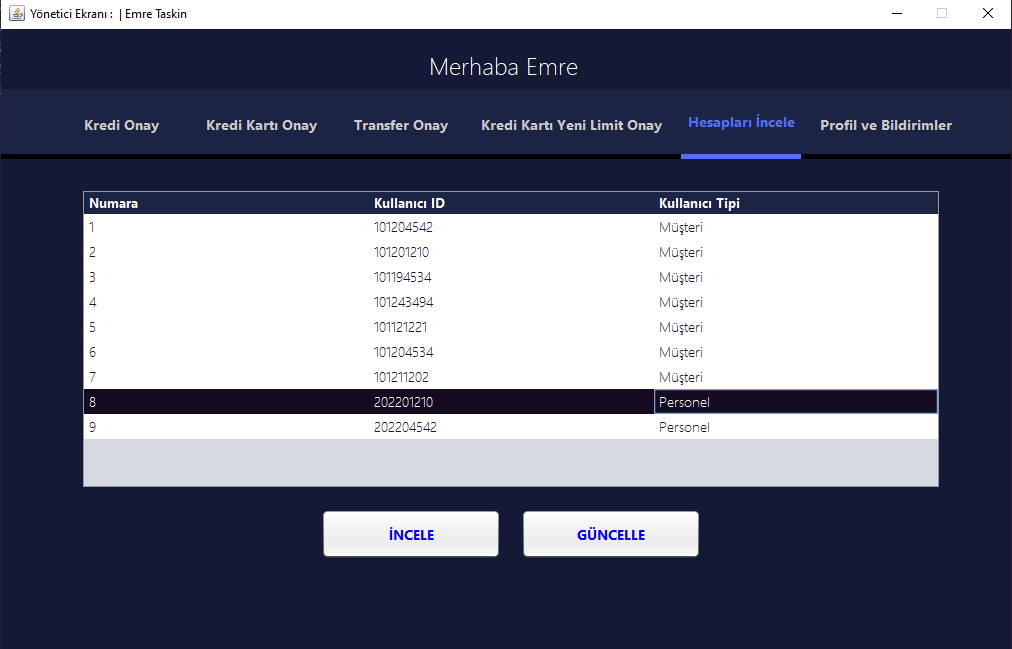 Yönetici Ekranı : | Emre Taskin
Merhaba Emre
Kredi Onay Kredi Kartı Onay Transfer Onay Kredi Kartı Yeni Limit Onay Hesapları İncele Profil ve Bildirimler
Numara Kullanıcı ID Kullanıcı Tipi
1 101204542 Müşteri
2 101201210 Müşteri
3 101194534 Müşteri
4 101243494 Müşteri
5 101121221 Müşteri
6 101204534 Müşteri
7 101211202 Müşteri
8 202201210 Personel
9 202204542 Personel
İNCELE GÜNCELLE